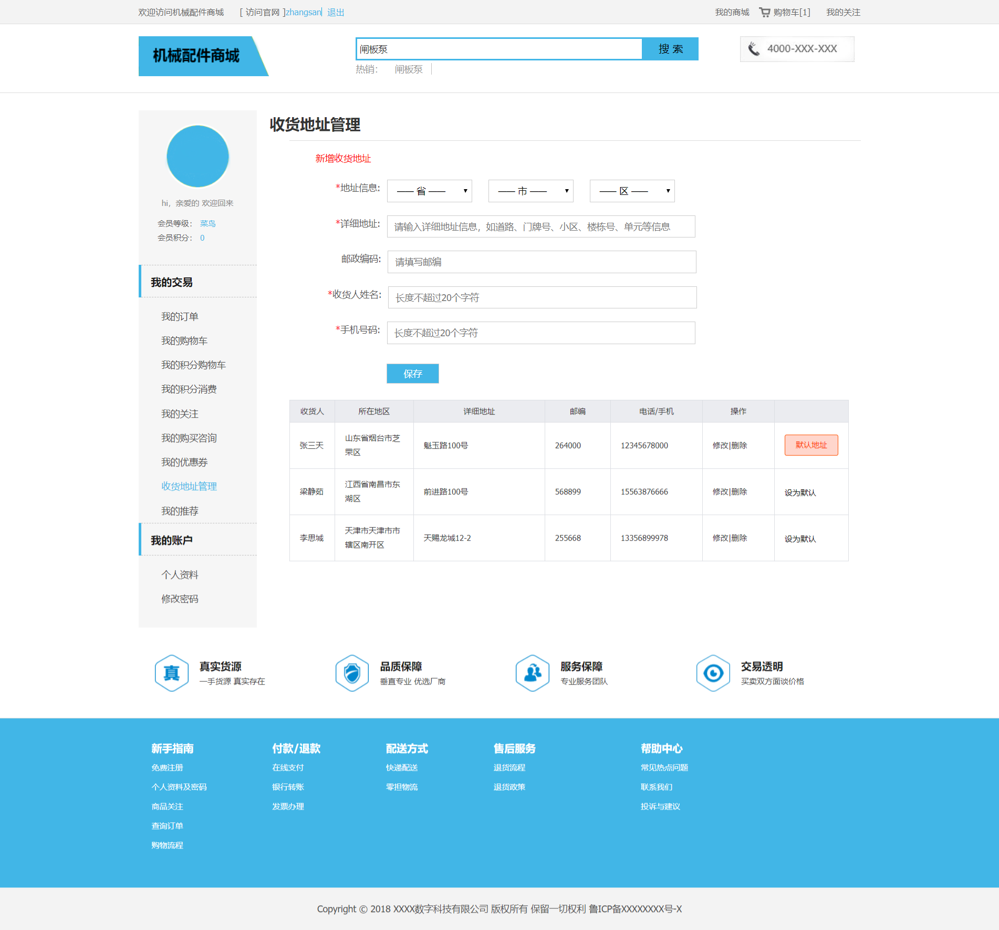 欢迎访问机械配件商城 [ 访问官网 ]zhangsan| 退出 我的商城 购物车[1] 我的关注
机械配件商城
闸板泵 搜 索
4000-XXX-XXX
热销： 闸板泵
收货地址管理
hi，亲爱的 欢迎回来
会员等级： 菜鸟
会员积分： 0
我的交易
我的订单
我的购物车
我的积分购物车
我的积分消费
我的关注
我的购买咨询
我的优惠券
收货地址管理
我的推荐
我的账户
个人资料
修改密码
新增收货地址
*地址信息: —— 省 —— —— 市 —— —— 区 ——
*详细地址: 请输入详细地址信息，如道路、门牌号、小区、楼栋号、单元等信息
邮政编码: 请填写邮编
*收货人姓名: 长度不超过20个字符
*手机号码: 长度不超过20个字符
保存
收货人 所在地区 详细地址 邮编 电话/手机 操作
张三天 山东省烟台市芝罘区 魁玉路100号 264000 12345678000 修改|删除 默认地址
梁静茹 江西省南昌市东湖区 前进路100号 568899 15563876666 修改|删除 设为默认
李思城 天津市天津市市辖区南开区 天赐龙城12-2 255668 13356899978 修改|删除 设为默认
真 真实货源 品质保障 服务保障 交易透明
一手货源 真实存在 垂直专业 优选厂商 专业服务团队 买卖双方面谈价格
新手指南 付款/退款 配送方式 售后服务 帮助中心
免费注册 在线支付 快递配送 退货流程 常见热点问题
个人资料及密码 银行转账 零担物流 退货政策 联系我们
商品关注 发票办理 投诉与建议
查询订单
购物流程
Copyright © 2018 XXXX数字科技有限公司 版权所有 保留一切权利 鲁ICP备XXXXXXXX号-X